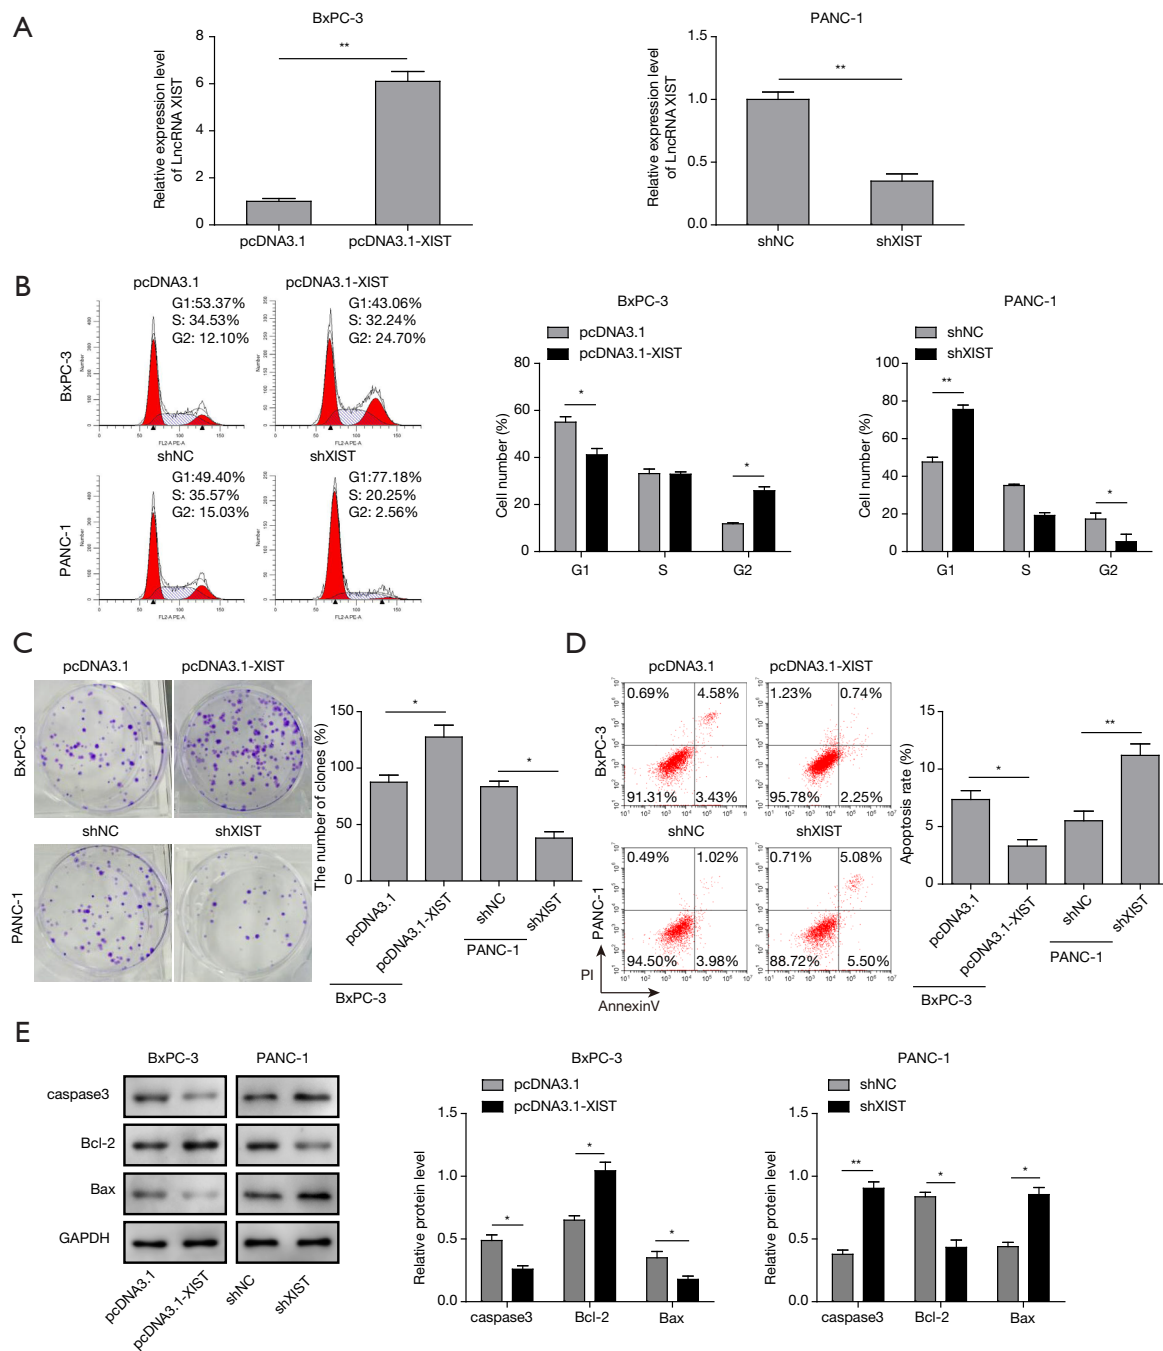 A
BxPC-3
Relative expression level
of LncRNA XIST
8
6
4
2
0
**
pcDNA3.1
pcDNA3.1-XIST
PANC-1
Relative expression level
of LncRNA XIST
1.5
1.0
0.5
0.0
**
shNC
shXIST
B
pcDNA3.1
pcDNA3.1-XIST
BxPC-3
G1:53.37%
S: 34.53%
G2: 12.10%
G1:43.06%
S: 32.24%
G2: 24.70%
Number
FL2-A PE-A
Number
FL2-A PE-A
shNC
shXIST
PANC-1
G1:49.40%
S: 35.57%
G2: 15.03%
G1:77.18%
S: 20.25%
G2: 2.56%
Number
FL2-A PE-A
Number
FL2-A PE-A
BxPC-3
pcDNA3.1
pcDNA3.1-XIST
Cell number (%)
80
60
40
20
0
*
*
G1
S
G2
PANC-1
shNC
shXIST
Cell number (%)
100
80
60
40
20
0
**
*
G1
S
G2
C
pcDNA3.1
pcDNA3.1-XIST
BxPC-3
shNC
shXIST
PANC-1
The number of clones (%)
150
100
50
0
*
*
pcDNA3.1
pcDNA3.1-XIST
shNC
shXIST
PANC-1
BxPC-3
D
pcDNA3.1
pcDNA3.1-XIST
BxPC-3
0.69%
4.58%
91.31%
3.43%
1.23%
0.74%
95.78%
2.25%
shNC
shXIST
PANC-1
0.49%
1.02%
94.50%
3.98%
0.71%
5.08%
88.72%
5.50%
PI
AnnexinV
Apoptosis rate (%)
15
10
5
0
*
**
pcDNA3.1
pcDNA3.1-XIST
shNC
shXIST
PANC-1
BxPC-3
E
BxPC-3
PANC-1
caspase3
Bcl-2
Bax
GAPDH
pcDNA3.1
pcDNA3.1-XIST
shNC
shXIST
BxPC-3
pcDNA3.1
pcDNA3.1-XIST
Relative protein level
1.5
1.0
0.5
0.0
*
*
*
caspase3
Bcl-2
Bax
PANC-1
shNC
shXIST
Relative protein level
1.5
1.0
0.5
0.0
**
*
*
caspase3
Bcl-2
Bax